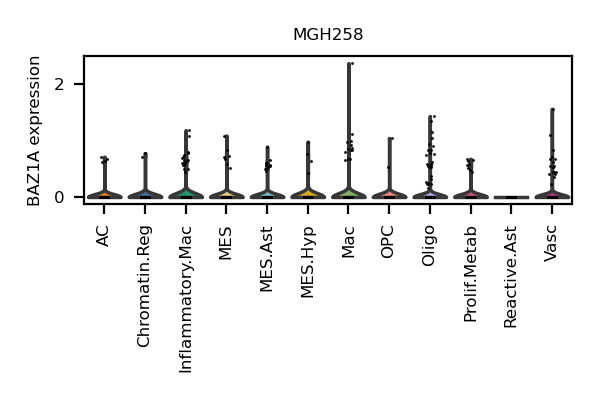 MGH258
BAZ1A expression
2
0
AC
Chromatin.Reg
Inflammatory.Mac
MES
MES.Ast
MES.Hyp
Mac
OPC
Oligo
Prolif.Metab
Reactive.Ast
Vasc